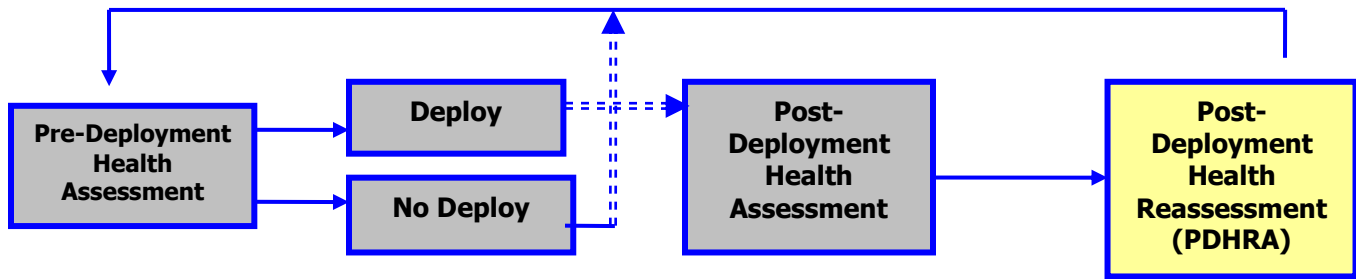 Pre-Deployment
Health
Assessment
Deploy
No Deploy
Post-
Deployment
Health
Assessment
Post-
Deployment
Health
Reassessment
(PDHRA)